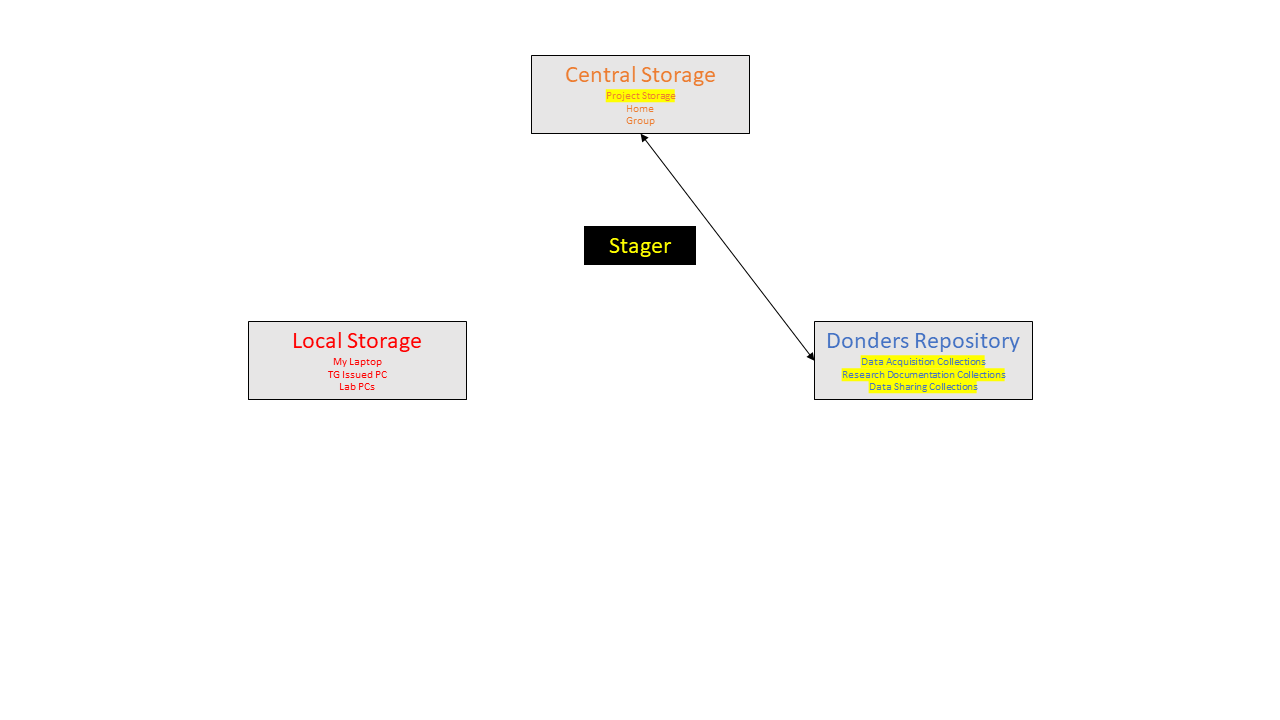 Central Storage
Project Storage
Home
Group
Stager
Local Storage
My Laptop
TG Issued PC
Lab PCs
Donders Repository
Data Acquisition Collections
Research Documentation Collections
Data Sharing Collections